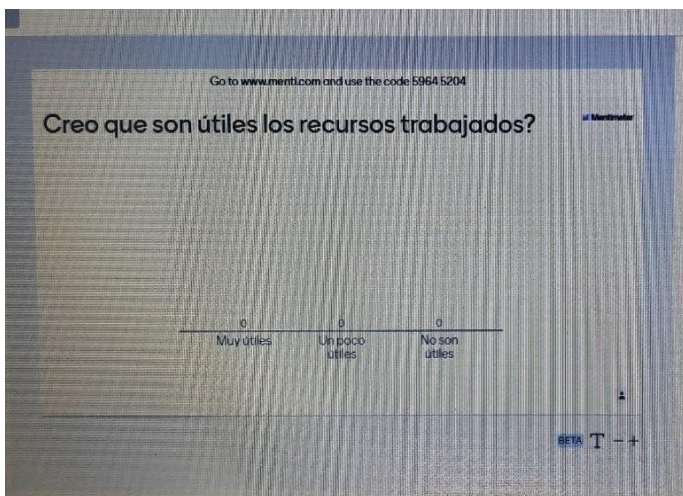 Go to www.menti.com and use the code 5964 5204
Creo que son útiles los recursos trabajados?
Mentimeter
0
0
0
Muy útiles
Un poco
útiles
No son
útiles
BETA T − +